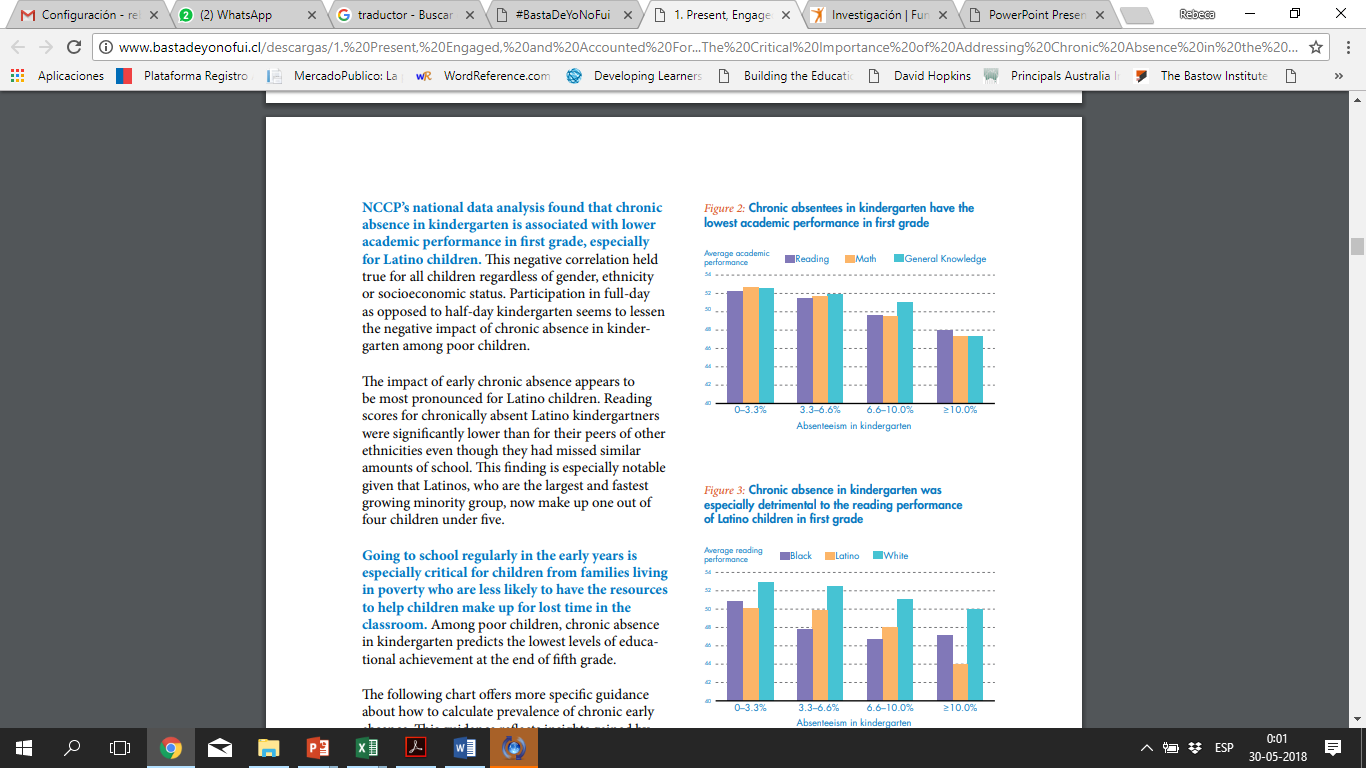 Configuración - re
(2) WhatsApp
traductor - Buscar
#BastaDeYoNoFui
1. Present, Engage
Investigación | Fun
PowerPoint Presen
Rebeca
www.bastadeyonofui.cl/descargas/1.%20Present,%20Engaged,%20and%20Accounted%20For...The%20Critical%20Importance%20of%20Addressing%20Chronic%20Absence%20in%20the%20...
Aplicaciones
Plataforma Registro
MercadoPublico: La
WordReference.com
Developing Learners
Building the Educati
David Hopkins
Principals Australia I
The Bastow Institute
»
NCCP's national data analysis found that chronic
absence in kindergarten is associated with lower
academic performance in first grade, especially
for Latino children. This negative correlation held
true for all children regardless of gender, ethnicity
or socioeconomic status. Participation in full-day
as opposed to half-day kindergarten seems to lessen
the negative impact of chronic absence in kinder-
garten among poor children.
The impact of early chronic absence appears to
be most pronounced for Latino children. Reading
scores for chronically absent Latino kindergartners
were significantly lower than for their peers of other
ethnicities even though they had missed similar
amounts of school. This finding is especially notable
given that Latinos, who are the largest and fastest
growing minority group, now make up one out of
four children under five.
Going to school regularly in the early years is
especially critical for children from families living
in poverty who are less likely to have the resources
to help children make up for lost time in the
classroom. Among poor children, chronic absence
in kindergarten predicts the lowest levels of educa-
tional achievement at the end of fifth grade.
The following chart offers more specific guidance
about how to calculate prevalence of chronic early
Figure 2: Chronic absentees in kindergarten have the
lowest academic performance in first grade
Average academic
performance
Reading
Math
General Knowledge
54
52
50
48
46
44
42
40
0–3.3%
3.3–6.6%
6.6–10.0%
≥10.0%
Absenteeism in kindergarten
Figure 3: Chronic absence in kindergarten was
especially detrimental to the reading performance
of Latino children in first grade
Average reading
performance
Black
Latino
White
54
52
50
48
46
44
42
40
0–3.3%
3.3–6.6%
6.6–10.0%
≥10.0%
Absenteeism in kindergarten
ESP
0:01
30-05-2018